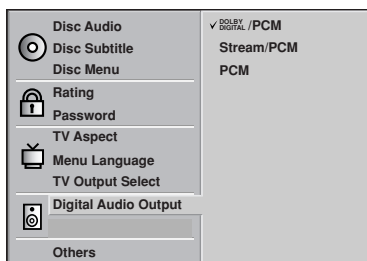 Disc Audio
Disc Subtitle
Disc Menu
Rating
Password
TV Aspect
Menu Language
TV Output Select
Digital Audio Output
Others
✓ DOLBY DIGITAL /PCM
Stream/PCM
PCM